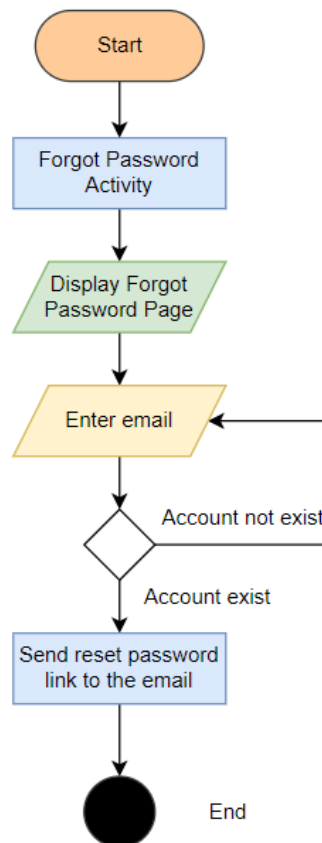 Start
Forgot Password
Activity
Display Forgot
Password Page
Enter email
Account not exist
Account exist
Send reset password
link to the email
End